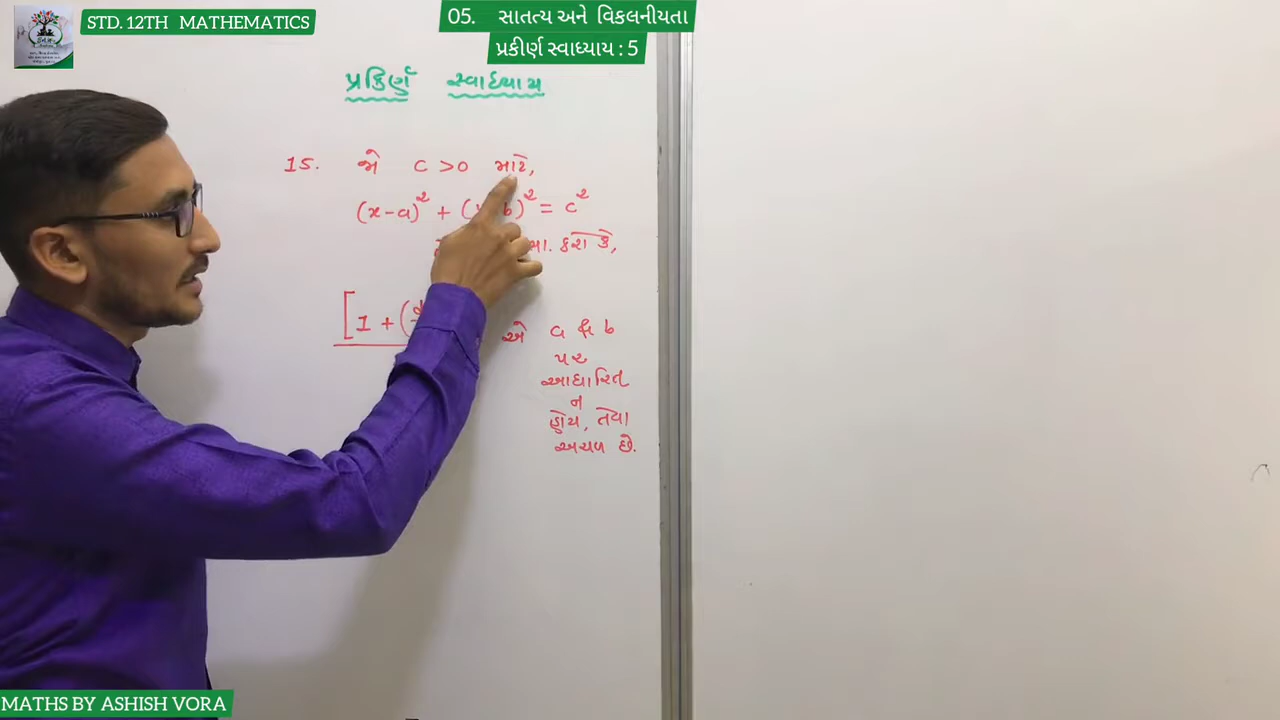 STD. 12TH MATHEMATICS
05. સાતત્ય અને વિકલનીયતા
પ્રકીર્ણ સ્વાધ્યાય : 5
પ્રકિર્ણ સ્વાધ્યાય
15. જો c > 0 માટે,
(x-a)² + ( b)² = c²
સા. કરો કે,
[1 + (
એ a & b
પર
આધારિત
ન
હોય, તેવા
અચળ છે.
MATHS BY ASHISH VORA